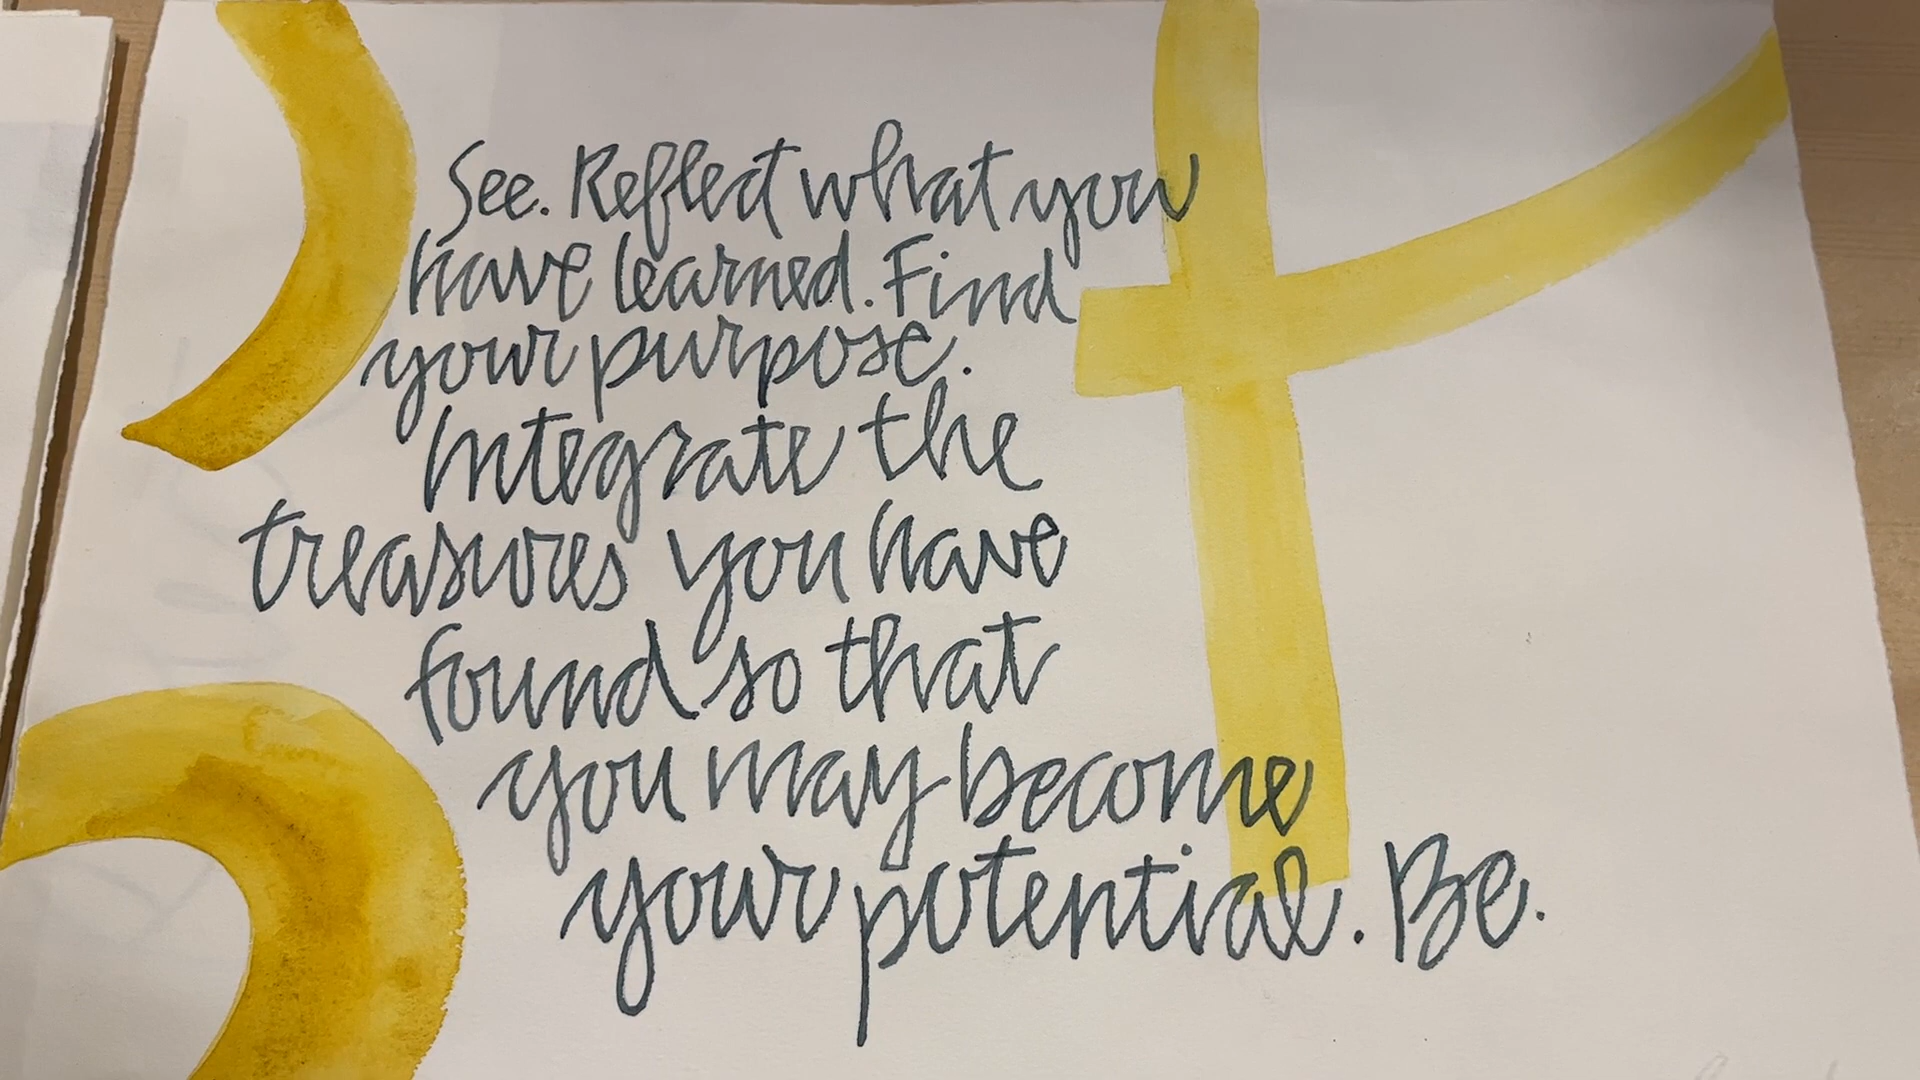 See. Reflect what you
have learned. Find
your purpose.
Integrate the
treasures you have
found so that
you may become
your potential. Be.